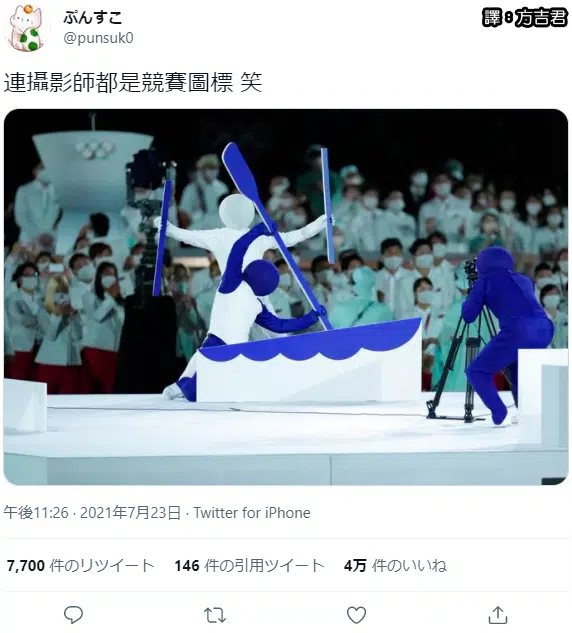 ぷんすこ
譯8方吉君
@punsuk0
連攝影師都是競賽圖標 笑
午後11:26 · 2021年7月23日 · Twitter for iPhone
7,700 件のリツイート 146 件の引用ツイート 4万 件のいいね